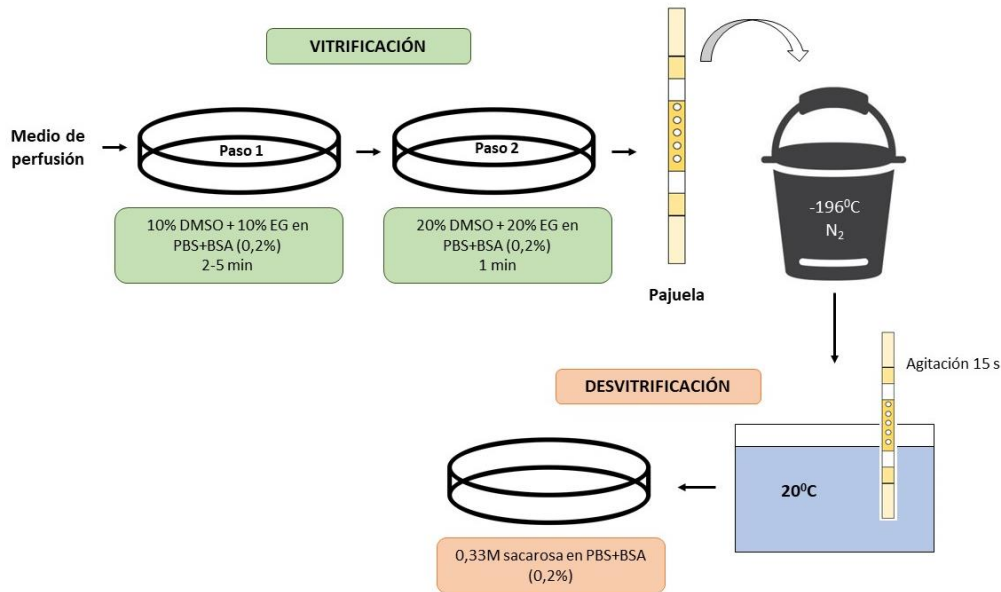 VITRIFICACIÓN
Medio de
perfusión
Paso 1
Paso 2
10% DMSO + 10% EG en
PBS+BSA (0,2%)
2-5 min
20% DMSO + 20% EG en
PBS+BSA (0,2%)
1 min
Pajuela
-196⁰C
N₂
DESVITRIFICACIÓN
Agitación 15 s
20⁰C
0,33M sacarosa en PBS+BSA
(0,2%)